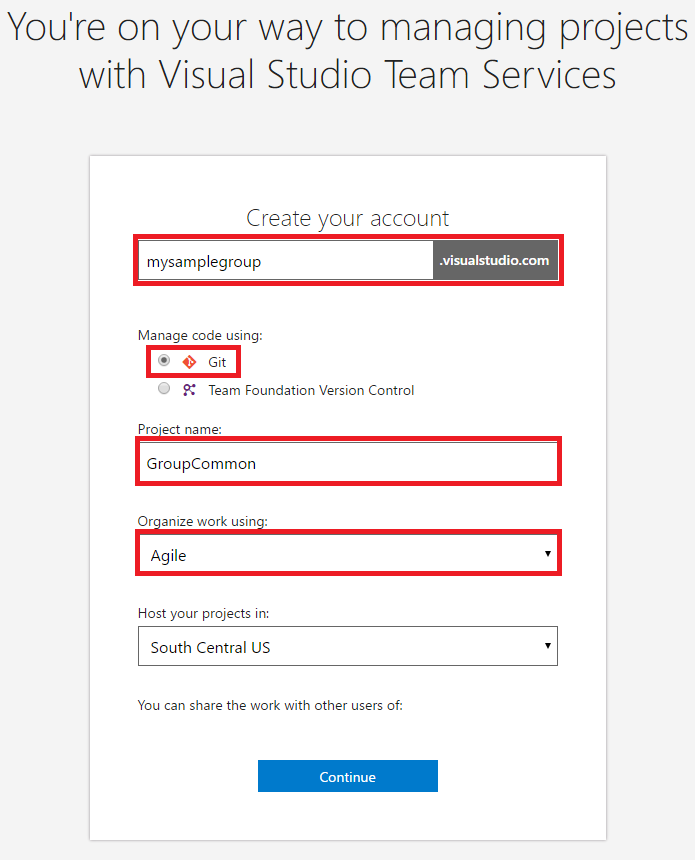 You're on your way to managing projects
with Visual Studio Team Services
Create your account
mysamplegroup .visualstudio.com
Manage code using:
Git
Team Foundation Version Control
Project name:
GroupCommon
Organize work using:
Agile
Host your projects in:
South Central US
You can share the work with other users of:
Continue